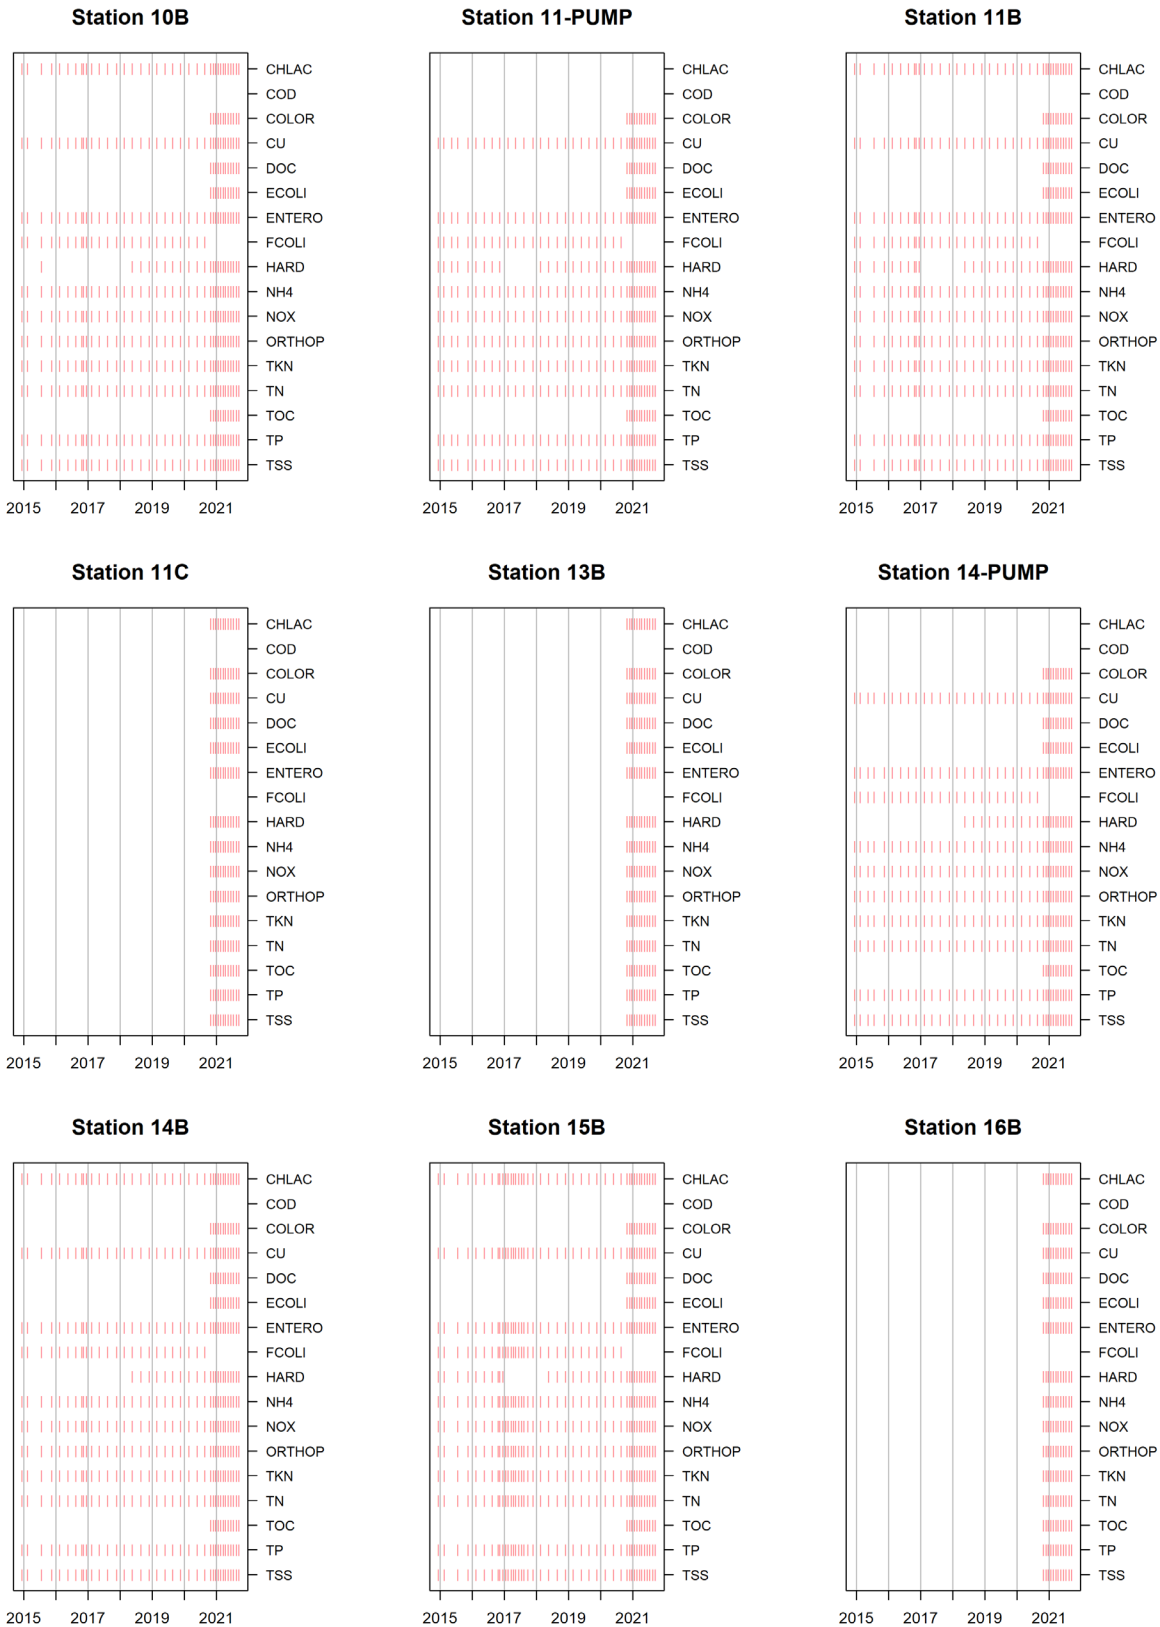 Station 10B
CHLAC
COD
COLOR
CU
DOC
ECOLI
ENTERO
FCOLI
HARD
NH4
NOX
ORTHOP
TKN
TN
TOC
TP
TSS
2015 2017 2019 2021
Station 11-PUMP
CHLAC
COD
COLOR
CU
DOC
ECOLI
ENTERO
FCOLI
HARD
NH4
NOX
ORTHOP
TKN
TN
TOC
TP
TSS
2015 2017 2019 2021
Station 11B
CHLAC
COD
COLOR
CU
DOC
ECOLI
ENTERO
FCOLI
HARD
NH4
NOX
ORTHOP
TKN
TN
TOC
TP
TSS
2015 2017 2019 2021
Station 11C
CHLAC
COD
COLOR
CU
DOC
ECOLI
ENTERO
FCOLI
HARD
NH4
NOX
ORTHOP
TKN
TN
TOC
TP
TSS
2015 2017 2019 2021
Station 13B
CHLAC
COD
COLOR
CU
DOC
ECOLI
ENTERO
FCOLI
HARD
NH4
NOX
ORTHOP
TKN
TN
TOC
TP
TSS
2015 2017 2019 2021
Station 14-PUMP
CHLAC
COD
COLOR
CU
DOC
ECOLI
ENTERO
FCOLI
HARD
NH4
NOX
ORTHOP
TKN
TN
TOC
TP
TSS
2015 2017 2019 2021
Station 14B
CHLAC
COD
COLOR
CU
DOC
ECOLI
ENTERO
FCOLI
HARD
NH4
NOX
ORTHOP
TKN
TN
TOC
TP
TSS
2015 2017 2019 2021
Station 15B
CHLAC
COD
COLOR
CU
DOC
ECOLI
ENTERO
FCOLI
HARD
NH4
NOX
ORTHOP
TKN
TN
TOC
TP
TSS
2015 2017 2019 2021
Station 16B
CHLAC
COD
COLOR
CU
DOC
ECOLI
ENTERO
FCOLI
HARD
NH4
NOX
ORTHOP
TKN
TN
TOC
TP
TSS
2015 2017 2019 2021